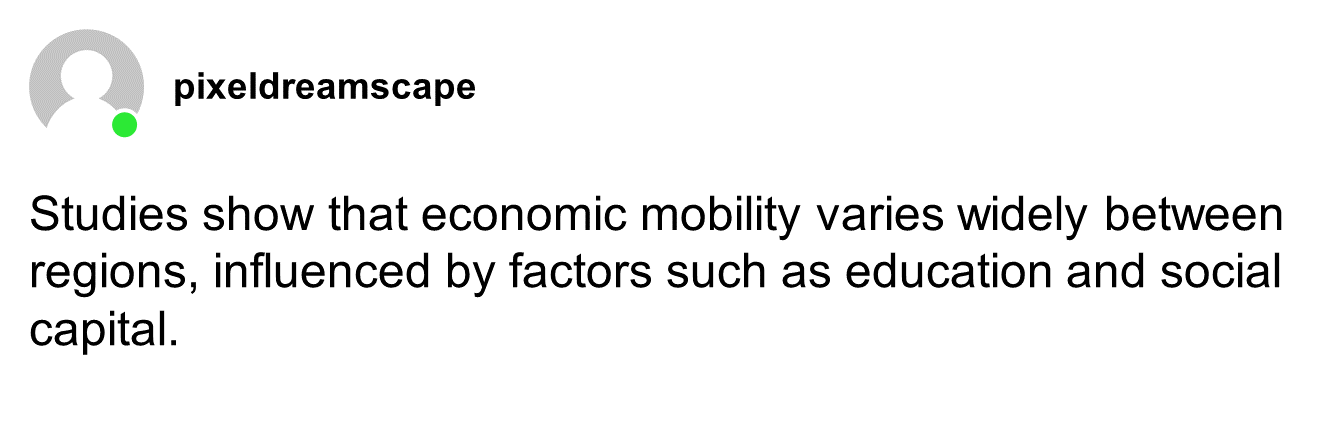 pixeldreamscape
Studies show that economic mobility varies widely between
regions, influenced by factors such as education and social
capital.